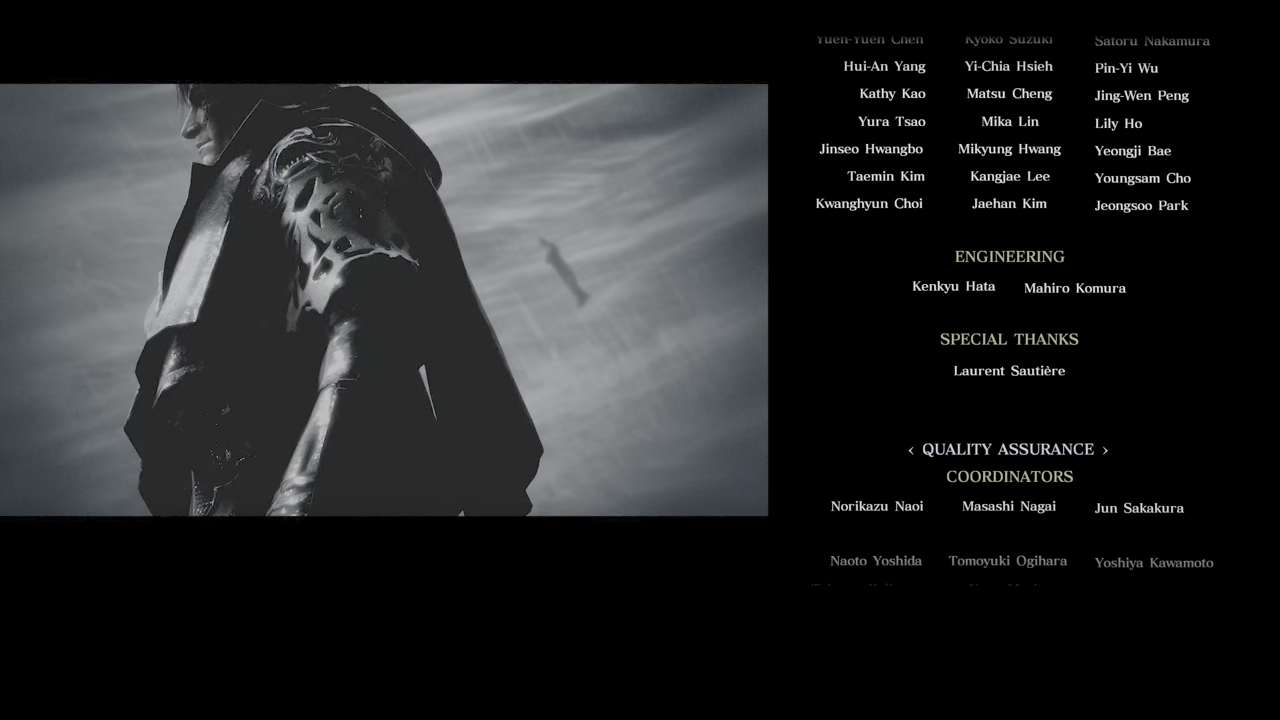 Yuen-Yuen Chen Kyoko Suzuki Satoru Nakamura
Hui-An Yang Yi-Chia Hsieh Pin-Yi Wu
Kathy Kao Matsu Cheng Jing-Wen Peng
Yura Tsao Mika Lin Lily Ho
Jinseo Hwangbo Mikyung Hwang Yeongji Bae
Taemin Kim Kangjae Lee Youngsam Cho
Kwanghyun Choi Jaehan Kim Jeongsoo Park
ENGINEERING
Kenkyu Hata Mahiro Komura
SPECIAL THANKS
Laurent Sautière
‹ QUALITY ASSURANCE ›
COORDINATORS
Norikazu Naoi Masashi Nagai Jun Sakakura
Naoto Yoshida Tomoyuki Ogihara Yoshiya Kawamoto